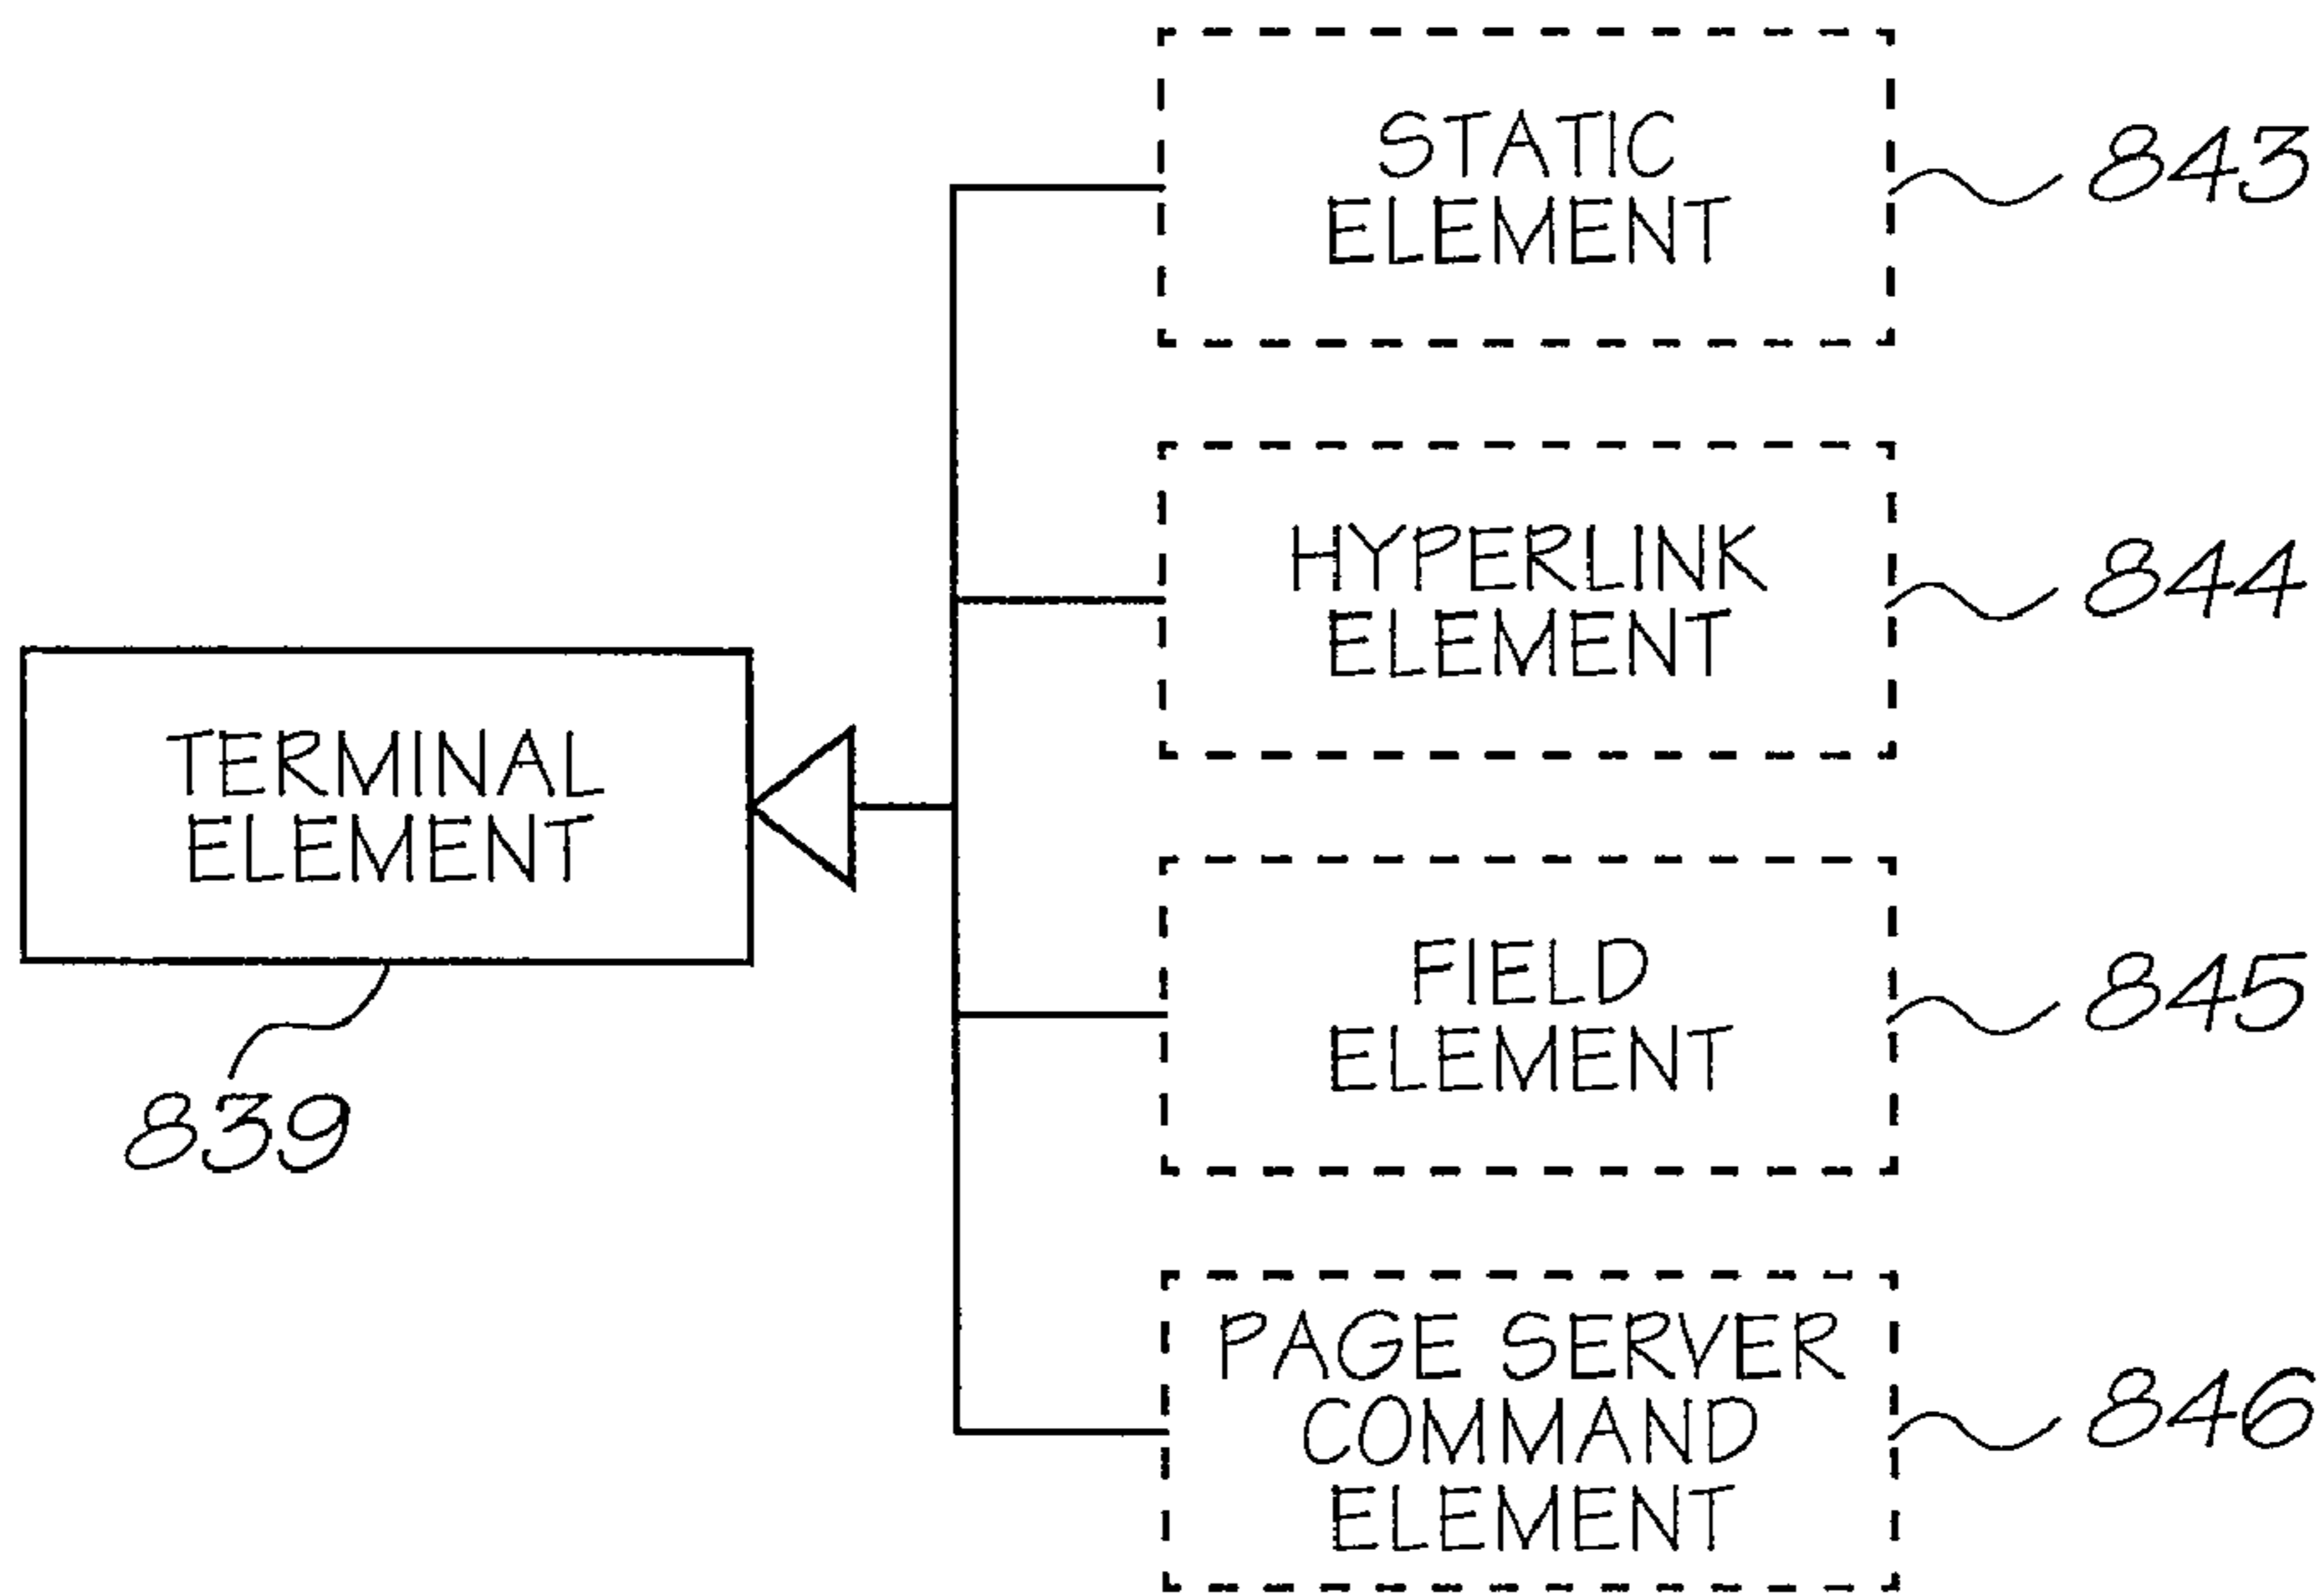 STATIC
ELEMENT
843
HYPERLINK
ELEMENT
844
TERMINAL
ELEMENT
839
FIELD
ELEMENT
845
PAGE SERVER
COMMAND
ELEMENT
846